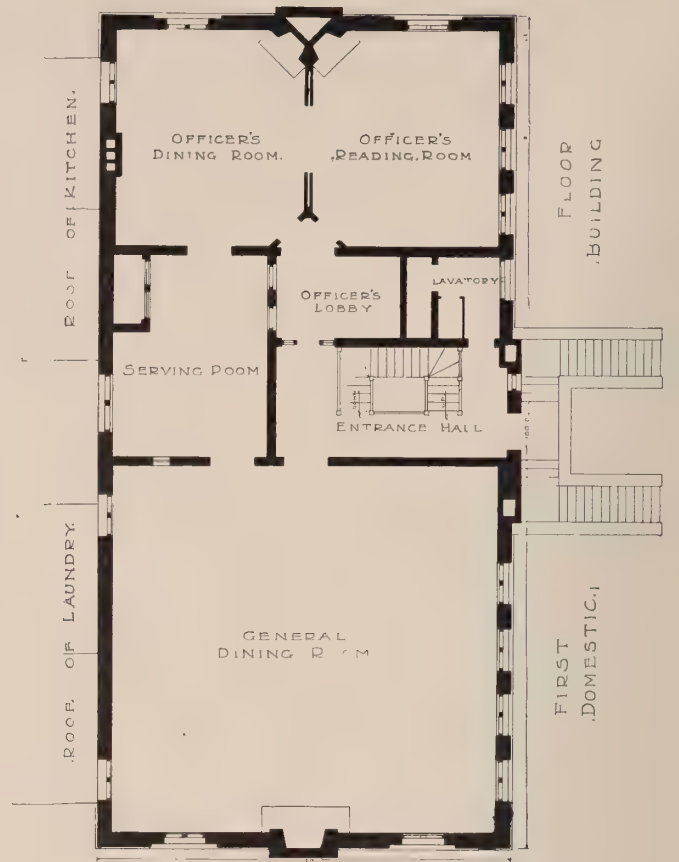 OFFICER'S
DINING ROOM.
OFFICER'S
READING. ROOM
ROOF OF KITCHEN.
FLOOR
.BUILDING
OFFICER'S
LOBBY
LAVATORY
SERVING ROOM
ENTRANCE HALL
GENERAL
DINING
.ROOF. OF LAUNDRY.
FIRST
.DOMESTIC.